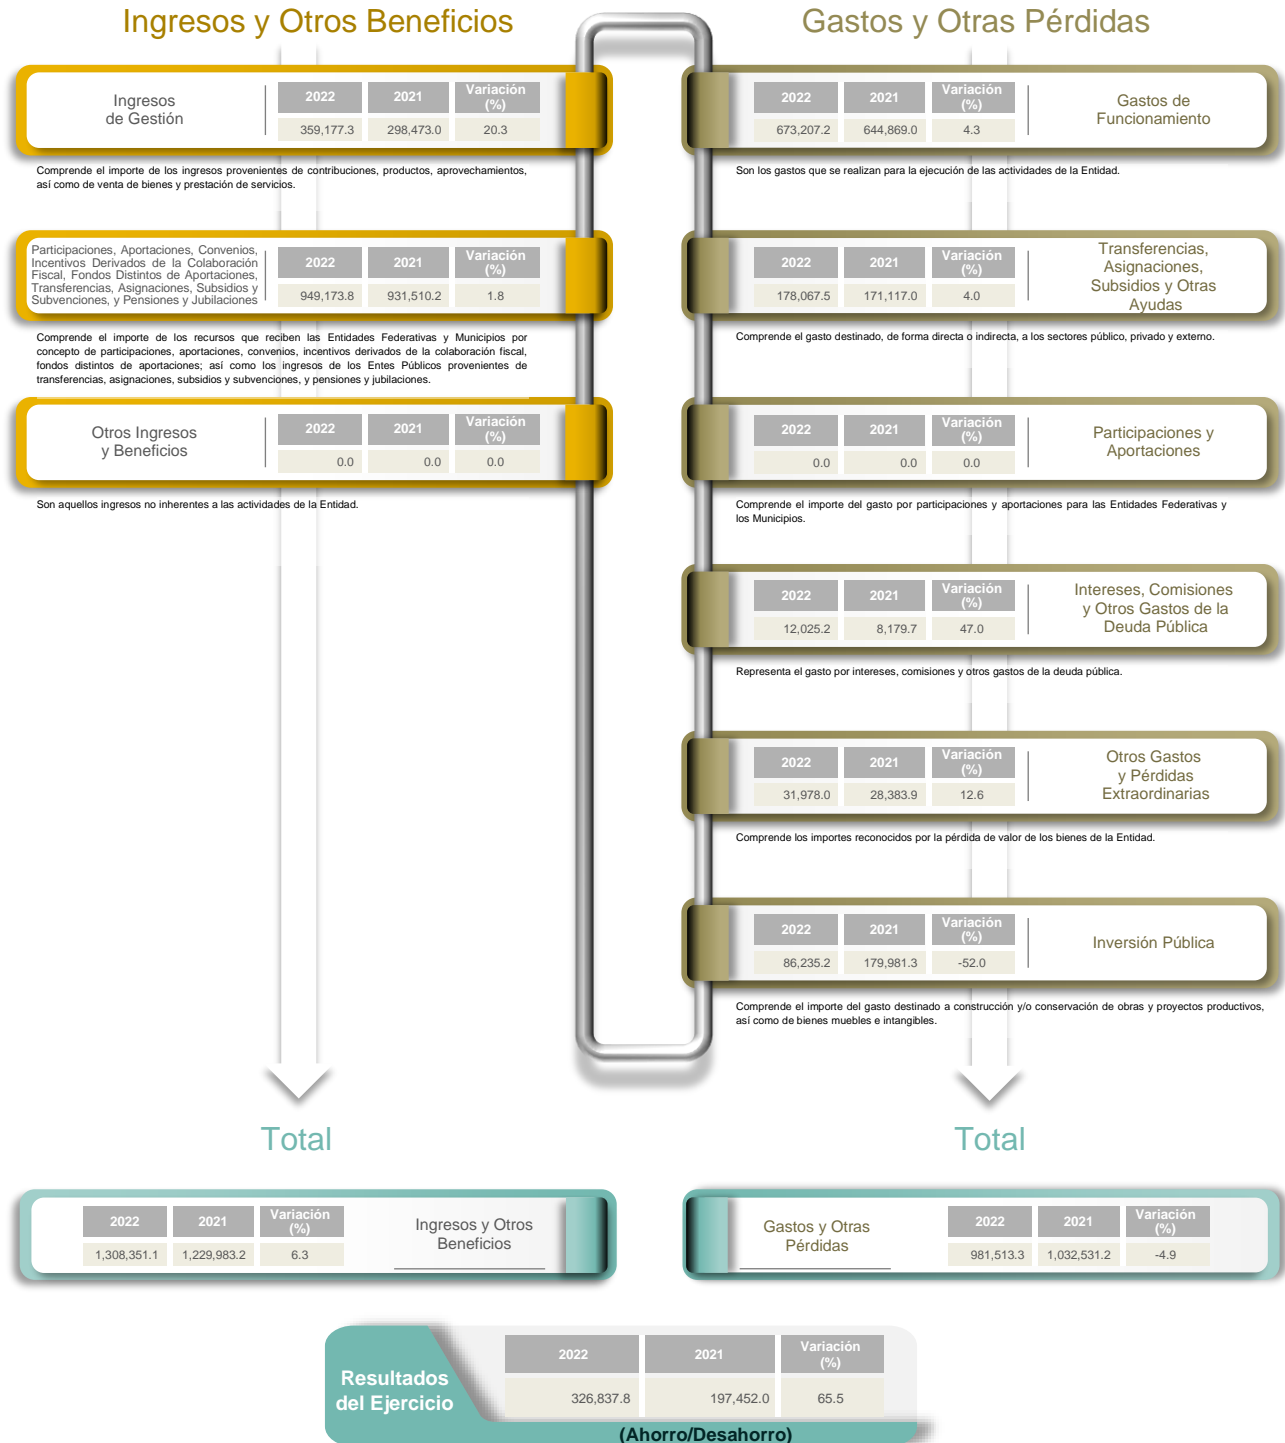 Ingresos y Otros Beneficios
Ingresos
de Gestión
2022 2021 Variación
(%)
359,177.3 298,473.0 20.3
Comprende el importe de los ingresos provenientes de contribuciones, productos, aprovechamientos,
así como de venta de bienes y prestación de servicios.
Participaciones, Aportaciones, Convenios,
Incentivos Derivados de la Colaboración
Fiscal, Fondos Distintos de Aportaciones,
Transferencias, Asignaciones, Subsidios y
Subvenciones, y Pensiones y Jubilaciones
2022 2021 Variación
(%)
949,173.8 931,510.2 1.8
Comprende el importe de los recursos que reciben las Entidades Federativas y Municipios por
concepto de participaciones, aportaciones, convenios, incentivos derivados de la colaboración fiscal,
fondos distintos de aportaciones; así como los ingresos de los Entes Públicos provenientes de
transferencias, asignaciones, subsidios y subvenciones, y pensiones y jubilaciones.
Otros Ingresos
y Beneficios
2022 2021 Variación
(%)
0.0 0.0 0.0
Son aquellos ingresos no inherentes a las actividades de la Entidad.
Gastos y Otras Pérdidas
2022 2021 Variación
(%)
673,207.2 644,869.0 4.3
Gastos de
Funcionamiento
Son los gastos que se realizan para la ejecución de las actividades de la Entidad.
2022 2021 Variación
(%)
178,067.5 171,117.0 4.0
Transferencias,
Asignaciones,
Subsidios y Otras
Ayudas
Comprende el gasto destinado, de forma directa o indirecta, a los sectores público, privado y externo.
2022 2021 Variación
(%)
0.0 0.0 0.0
Participaciones y
Aportaciones
Comprende el importe del gasto por participaciones y aportaciones para las Entidades Federativas y
los Municipios.
2022 2021 Variación
(%)
12,025.2 8,179.7 47.0
Intereses, Comisiones
y Otros Gastos de la
Deuda Pública
Representa el gasto por intereses, comisiones y otros gastos de la deuda pública.
2022 2021 Variación
(%)
31,978.0 28,383.9 12.6
Otros Gastos
y Pérdidas
Extraordinarias
Comprende los importes reconocidos por la pérdida de valor de los bienes de la Entidad.
2022 2021 Variación
(%)
86,235.2 179,981.3 -52.0
Inversión Pública
Comprende el importe del gasto destinado a construcción y/o conservación de obras y proyectos productivos,
así como de bienes muebles e intangibles.
Total
2022 2021 Variación
(%)
1,308,351.1 1,229,983.2 6.3
Ingresos y Otros
Beneficios
Total
Gastos y Otras
Pérdidas
2022 2021 Variación
(%)
981,513.3 1,032,531.2 -4.9
Resultados
del Ejercicio
2022 2021 Variación
(%)
326,837.8 197,452.0 65.5
(Ahorro/Desahorro)